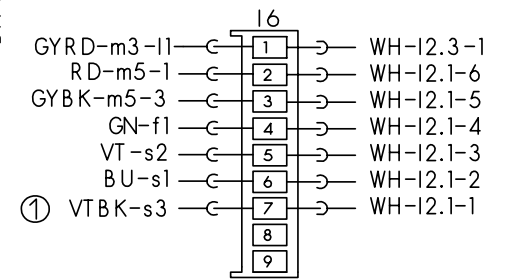 I6
GYRD-m3-I1 1 WH-I2.3-1
RD-m5-1 2 WH-I2.1-6
GYBK-m5-3 3 WH-I2.1-5
GN-f1 4 WH-I2.1-4
VT-s2 5 WH-I2.1-3
BU-s1 6 WH-I2.1-2
① VTBK-s3 7 WH-I2.1-1
8
9